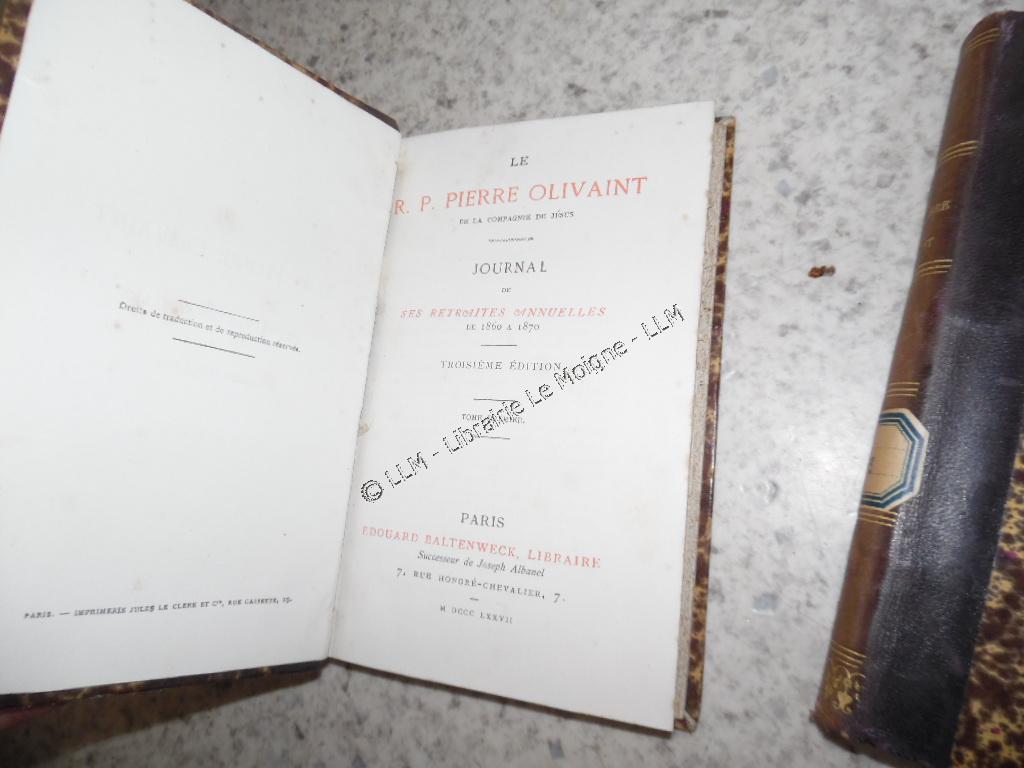 Droits de traduction et de reproduction réservés.
PARIS. — IMPRIMERIE JULES LE CLERE ET Cie, RUE CASSETTE, 29.
LE
R. P. PIERRE OLIVAINT
DE LA COMPAGNIE DE JÉSUS
JOURNAL
DE
SES RETRAITES ANNUELLES
DE 1860 A 1870
TROISIÈME ÉDITION
TOME
PARIS
EDOUARD BALTENWECK, LIBRAIRE
Successeur de Joseph Albanel
7, RUE HONORÉ-CHEVALIER, 7.
M DCCC LXXVII
© LLM - Librairie Le Moigne - LLM